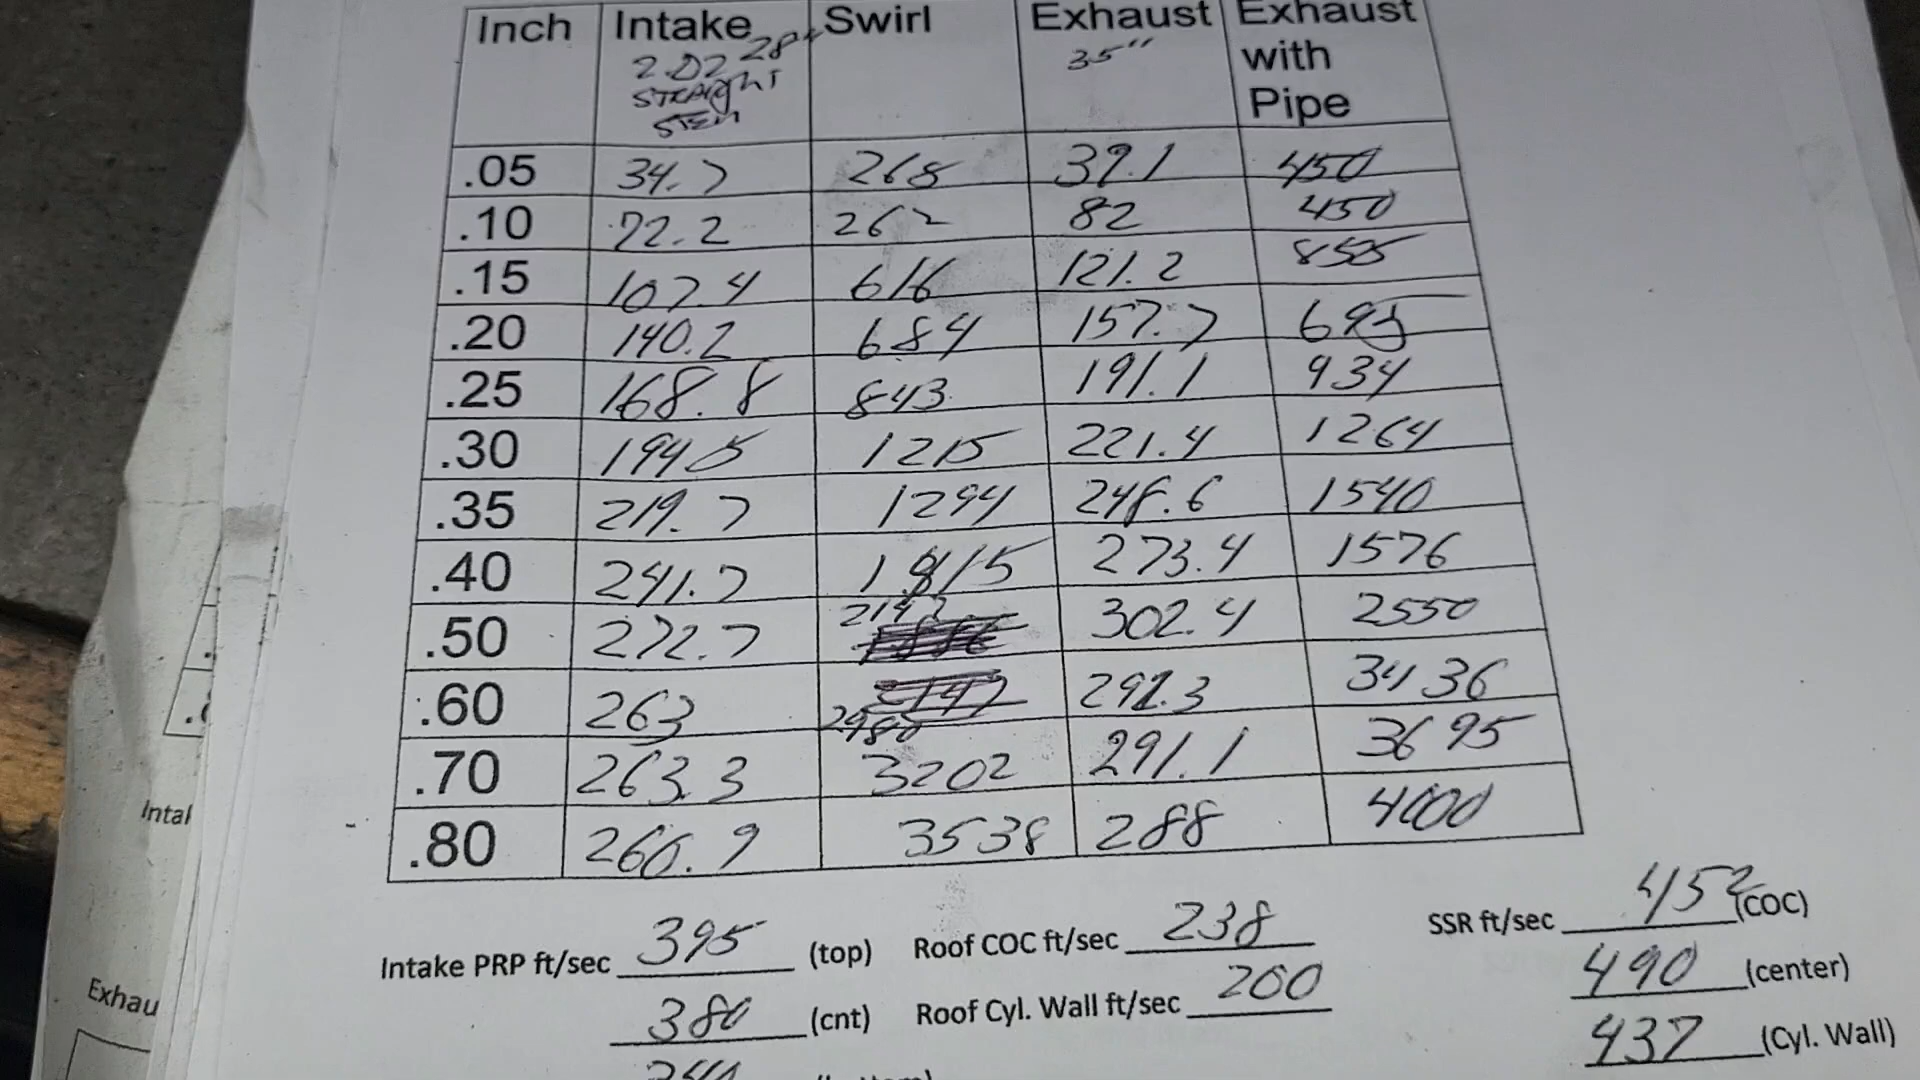 Inch Intake Swirl Exhaust Exhaust with Pipe
2.02 28" 35"
STRAIGHT
STEM
.05 34.7 268 39.1 450
.10 72.2 262 82 450
.15 107.4 616 121.2 855
.20 140.2 684 157.7 695
.25 168.8 843 191.1 934
.30 194.5 1215 221.4 1264
.35 219.7 1294 248.6 1540
.40 241.7 1815 273.4 1576
.50 272.7 2142 302.4 2550
.60 263 2980 292.3 3436
.70 263.3 3202 291.1 3695
.80 266.9 3538 288 4000
Intake PRP ft/sec 395 (top) Roof COC ft/sec 238 SSR ft/sec 452 (COC)
380 (cnt) Roof Cyl. Wall ft/sec 200 490 (center)
437 (Cyl. Wall)
Intal
Exhau